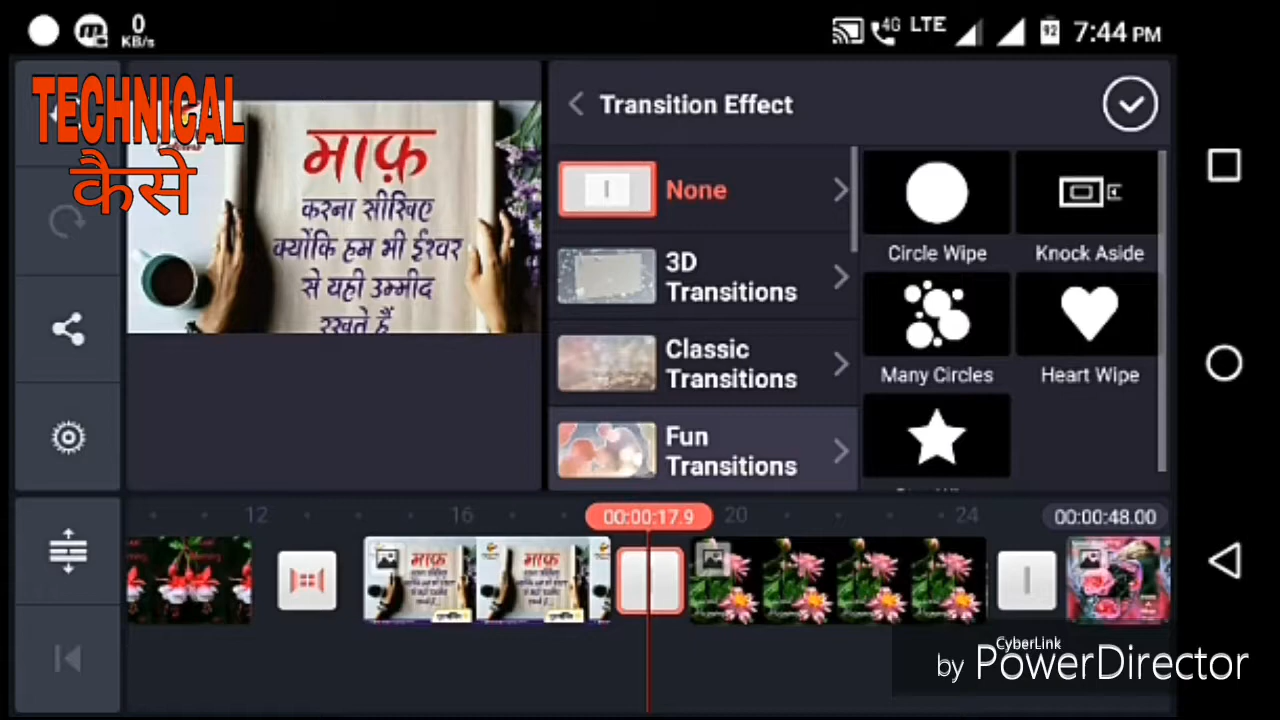 0
KB/s
4G LTE
92
7:44 PM
TECHNICAL
कैसे
माफ़
करना सीखिए
क्योंकि हम भी ईश्वर
से यही उम्मीद
रखते हैं
Transition Effect
None
3D
Transitions
Classic
Transitions
Fun
Transitions
Circle Wipe
Knock Aside
Many Circles
Heart Wipe
12
16
00:00:17.9
20
24
00:00:48.00
माफ़
माफ़
CyberLink
by PowerDirector